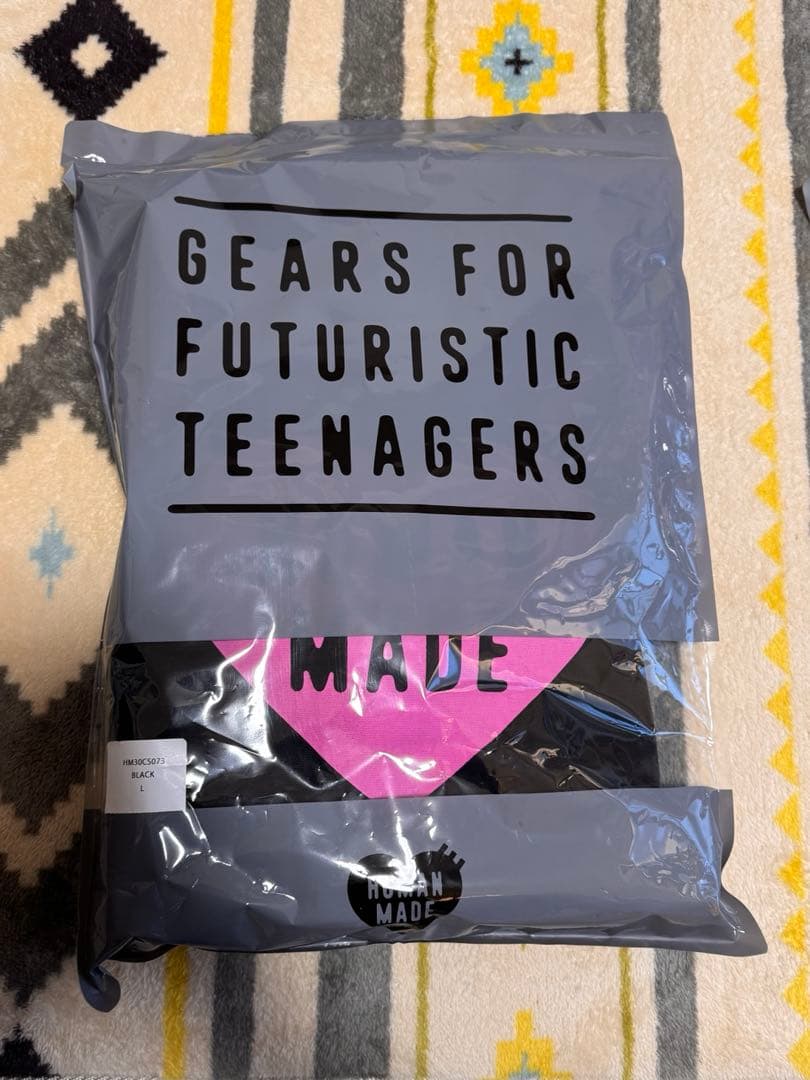 GEARS FOR
FUTURISTIC
TEENAGERS
MADE
HM30CS073
BLACK
L
HUMAN
MADE